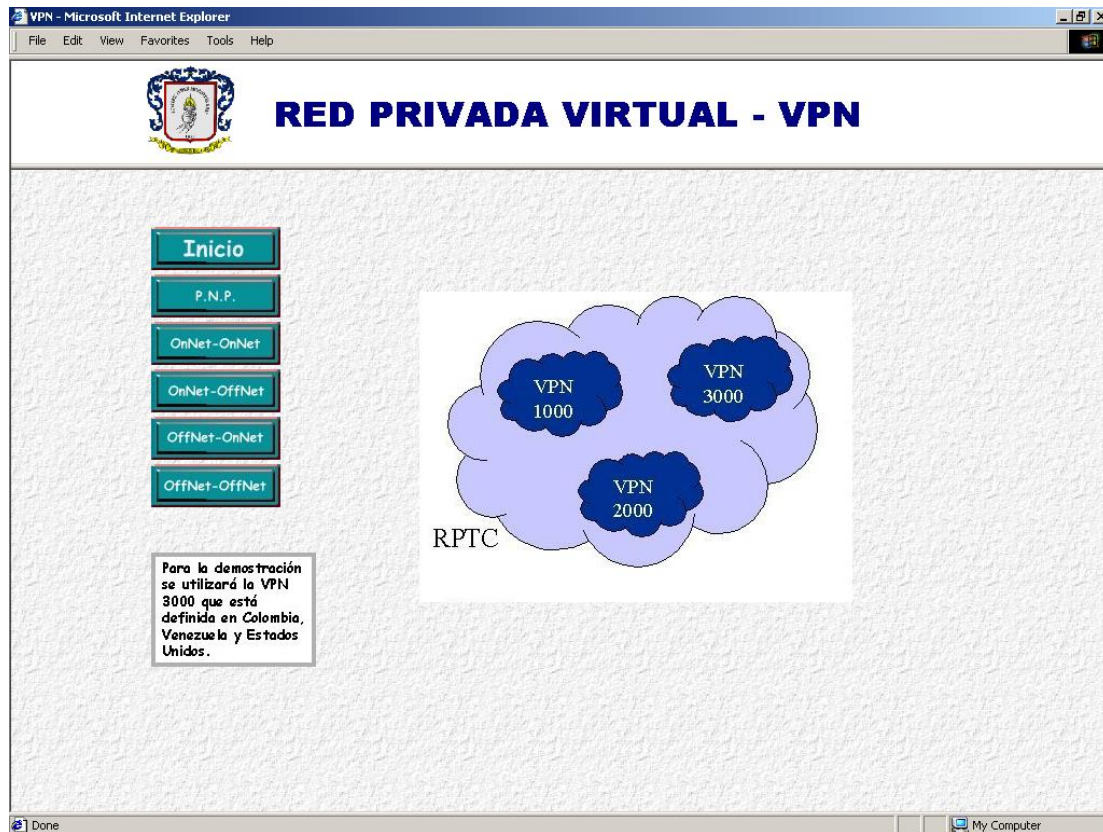 VPN - Microsoft Internet Explorer
File Edit View Favorites Tools Help
RED PRIVADA VIRTUAL - VPN
Inicio
P.N.P.
OnNet-OnNet
OnNet-OffNet
OffNet-OnNet
OffNet-OffNet
Para la demostración
se utilizará la VPN
3000 que está
definida en Colombia,
Venezuela y Estados
Unidos.
VPN
1000
VPN
3000
VPN
2000
RPTC
Done
My Computer